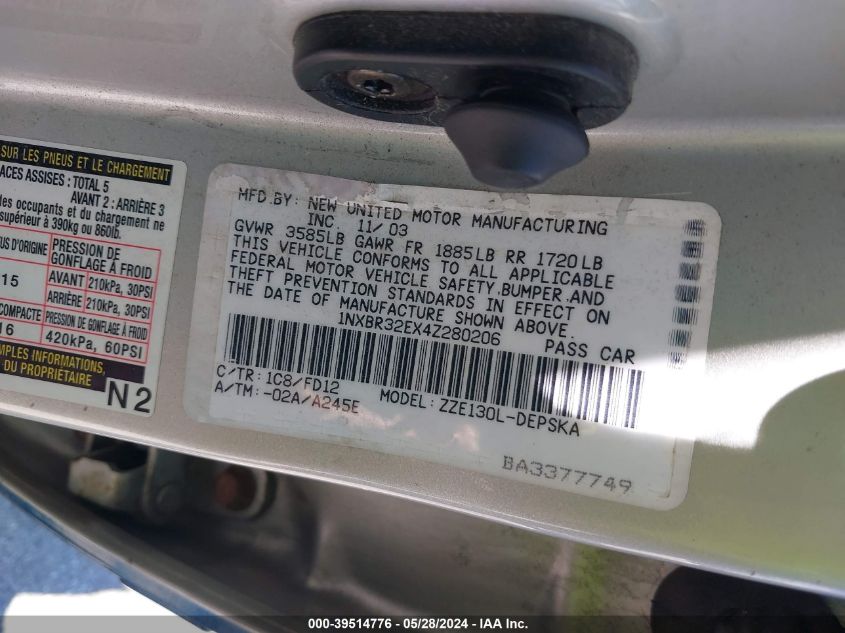 SUR LES PNEUS ET LE CHARGEMENT
ACES ASSISES : TOTAL 5
AVANT 2 : ARRIÈRE 3
des occupants et du chargement ne
supérieur à 390kg ou 860lb.
US D'ORIGINE
PRESSION DE
GONFLAGE À FROID
15
AVANT 210kPa, 30PSI
ARRIÈRE 210kPa, 30PSI
COMPACTE PRESSION DE GONFLAGE À FROID
16 420kPa, 60PSI
MPLES INFORMATIONS,
DU PROPRIÉTAIRE
N2
MFD.BY: NEW UNITED MOTOR MANUFACTURING
INC. 11/03
GVWR 3585LB GAWR FR 1885LB RR 1720LB
THIS VEHICLE CONFORMS TO ALL APPLICABLE
FEDERAL MOTOR VEHICLE SAFETY,BUMPER,AND
THEFT PREVENTION STANDARDS IN EFFECT ON
THE DATE OF MANUFACTURE SHOWN ABOVE.
1NXBR32EX4Z280206 PASS CAR
C/TR: 1C8/FD12
A/TM: -02A/A245E MODEL: ZZE130L-DEPSKA
BA3377749
000-39514776 - 05/28/2024 - IAA Inc.